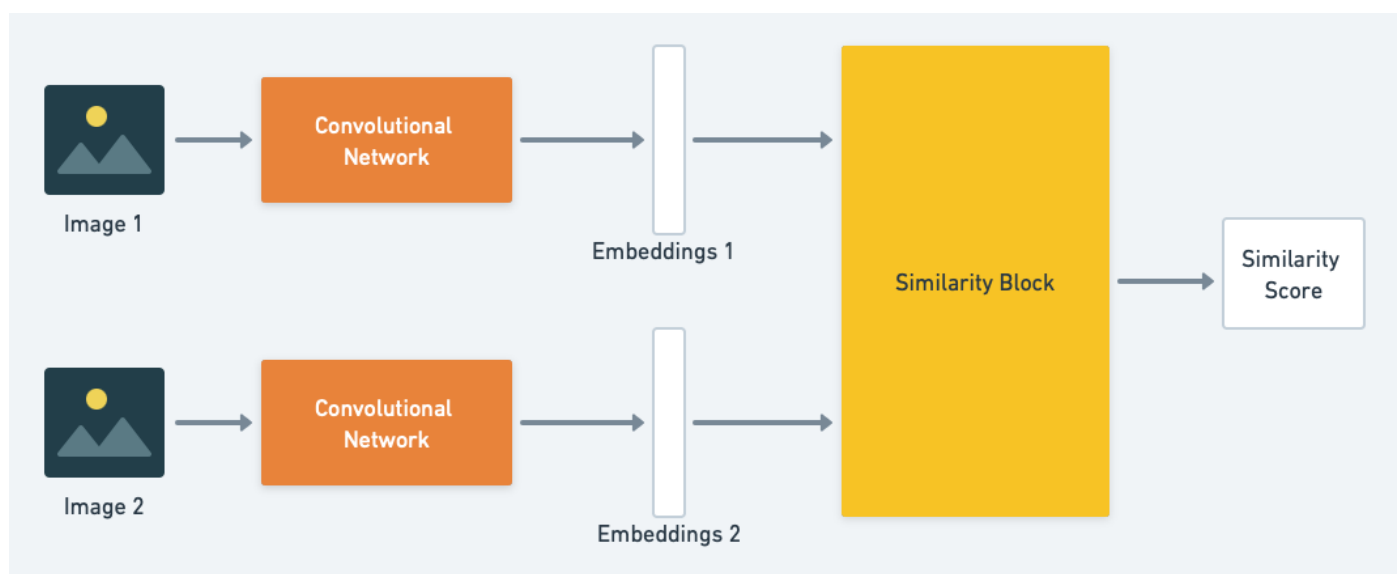 Convolutional
Network
Image 1
Embeddings 1
Similarity Block
Similarity
Score
Convolutional
Network
Image 2
Embeddings 2